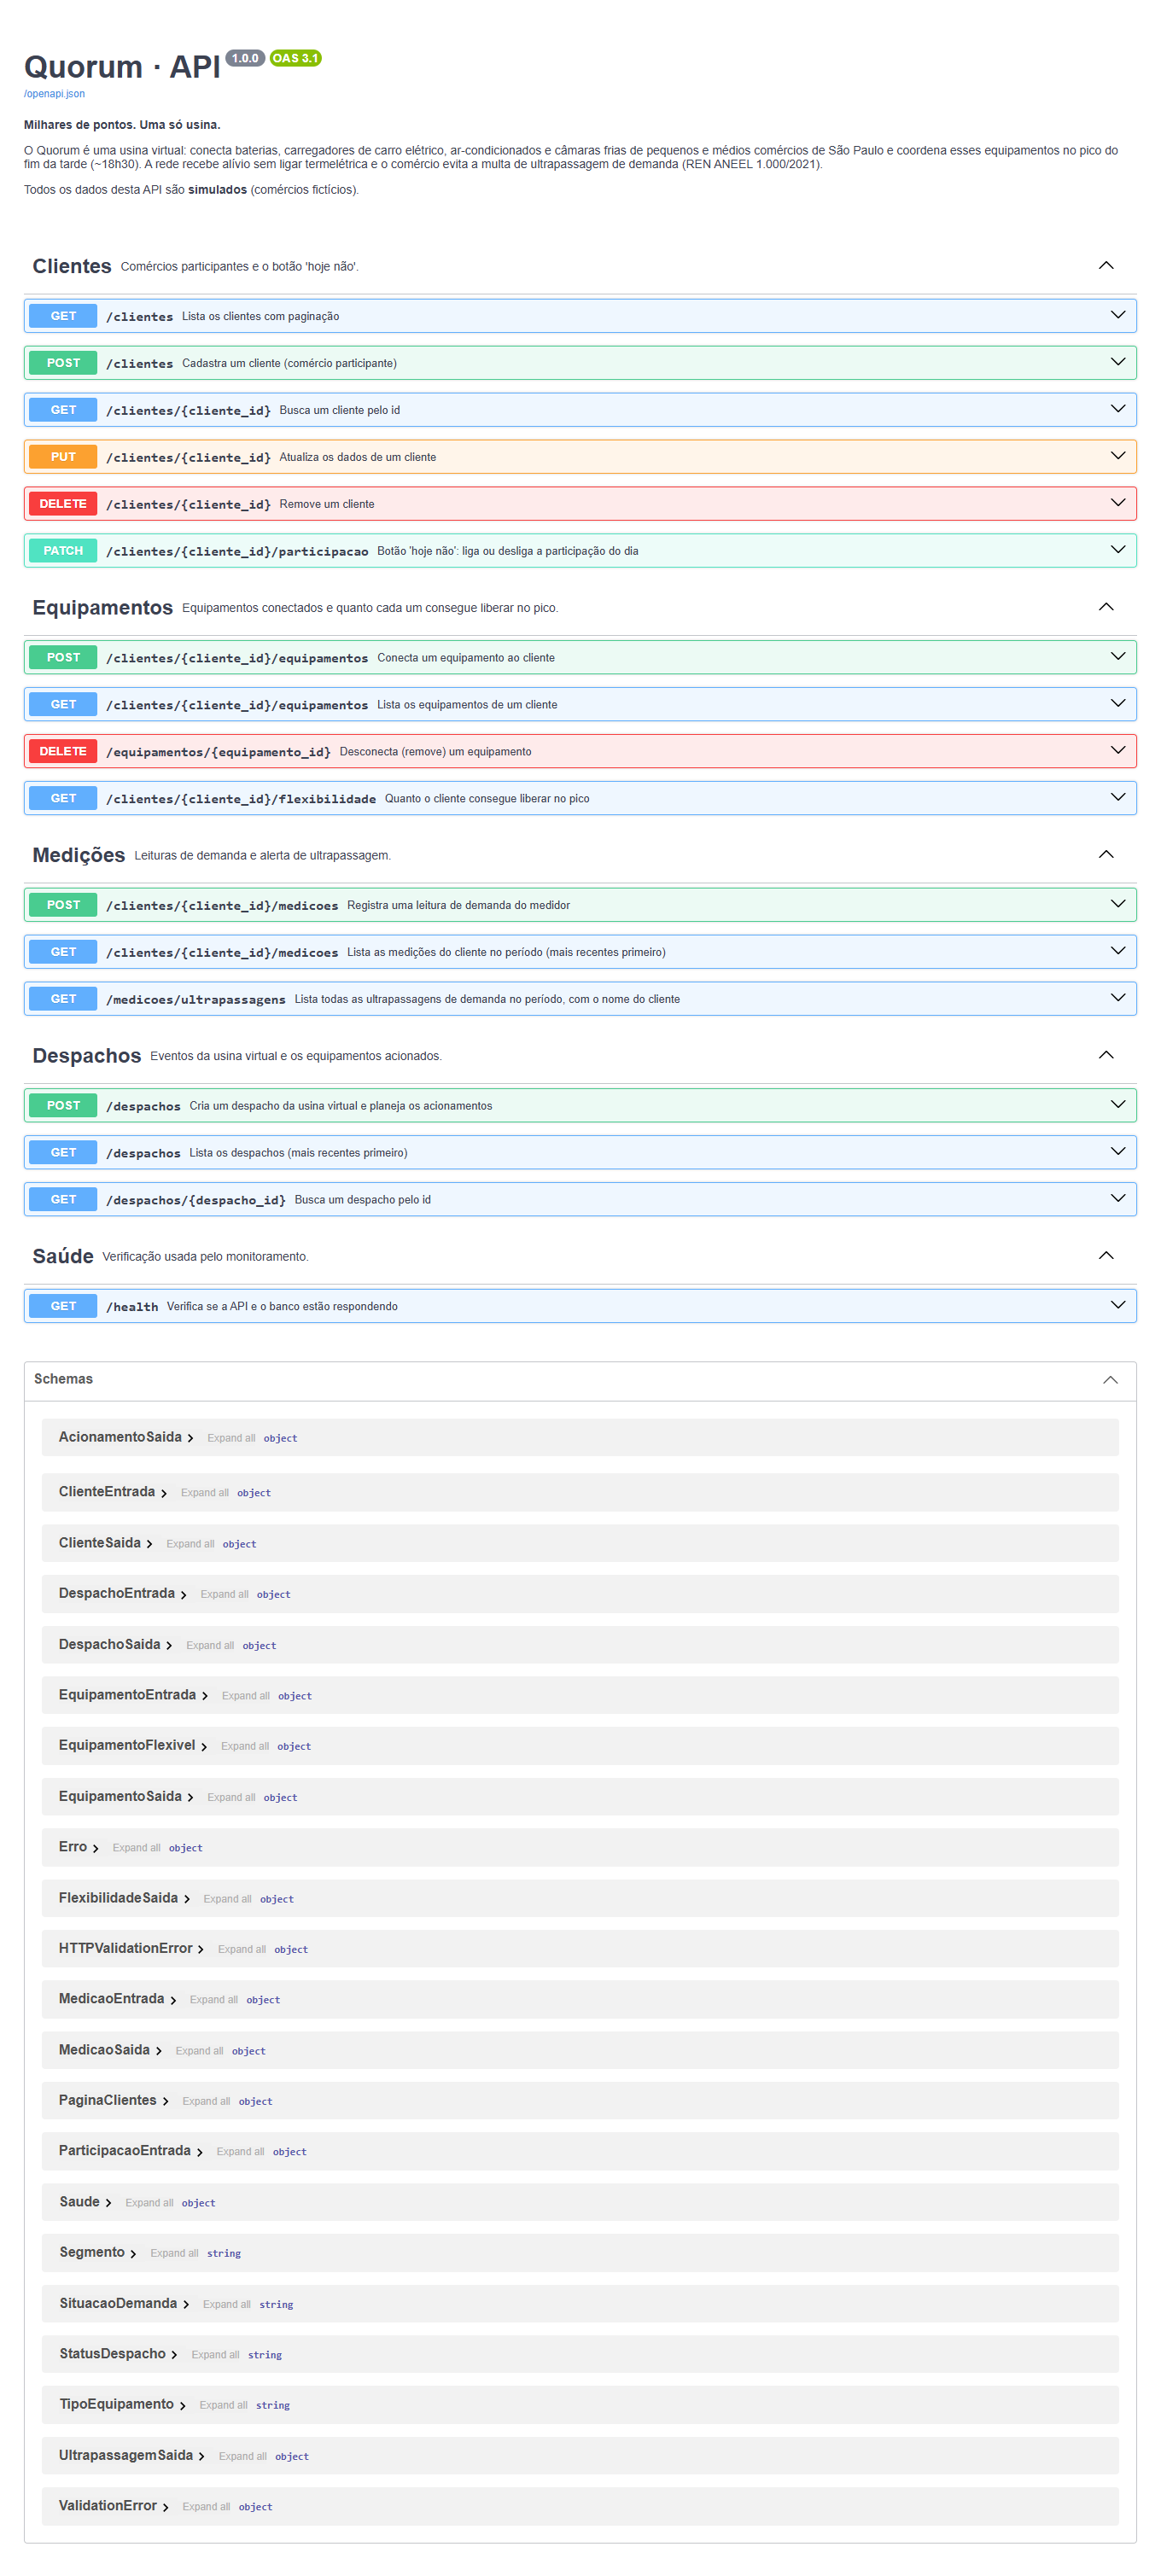 Quorum · API 1.0.0 OAS 3.1
/openapi.json
Milhares de pontos. Uma só usina.
O Quorum é uma usina virtual: conecta baterias, carregadores de carro elétrico, ar-condicionados e câmaras frias de pequenos e médios comércios de São Paulo e coordena esses equipamentos no pico do
fim da tarde (~18h30). A rede recebe alívio sem ligar termelétrica e o comércio evita a multa de ultrapassagem de demanda (REN ANEEL 1.000/2021).
Todos os dados desta API são simulados (comércios fictícios).
Clientes Comércios participantes e o botão 'hoje não'.
GET /clientes Lista os clientes com paginação
POST /clientes Cadastra um cliente (comércio participante)
GET /clientes/{cliente_id} Busca um cliente pelo id
PUT /clientes/{cliente_id} Atualiza os dados de um cliente
DELETE /clientes/{cliente_id} Remove um cliente
PATCH /clientes/{cliente_id}/participacao Botão 'hoje não': liga ou desliga a participação do dia
Equipamentos Equipamentos conectados e quanto cada um consegue liberar no pico.
POST /clientes/{cliente_id}/equipamentos Conecta um equipamento ao cliente
GET /clientes/{cliente_id}/equipamentos Lista os equipamentos de um cliente
DELETE /equipamentos/{equipamento_id} Desconecta (remove) um equipamento
GET /clientes/{cliente_id}/flexibilidade Quanto o cliente consegue liberar no pico
Medições Leituras de demanda e alerta de ultrapassagem.
POST /clientes/{cliente_id}/medicoes Registra uma leitura de demanda do medidor
GET /clientes/{cliente_id}/medicoes Lista as medições do cliente no período (mais recentes primeiro)
GET /medicoes/ultrapassagens Lista todas as ultrapassagens de demanda no período, com o nome do cliente
Despachos Eventos da usina virtual e os equipamentos acionados.
POST /despachos Cria um despacho da usina virtual e planeja os acionamentos
GET /despachos Lista os despachos (mais recentes primeiro)
GET /despachos/{despacho_id} Busca um despacho pelo id
Saúde Verificação usada pelo monitoramento.
GET /health Verifica se a API e o banco estão respondendo
Schemas
AcionamentoSaida Expand all object
ClienteEntrada Expand all object
ClienteSaida Expand all object
DespachoEntrada Expand all object
DespachoSaida Expand all object
EquipamentoEntrada Expand all object
EquipamentoFlexivel Expand all object
EquipamentoSaida Expand all object
Erro Expand all object
FlexibilidadeSaida Expand all object
HTTPValidationError Expand all object
MedicaoEntrada Expand all object
MedicaoSaida Expand all object
PaginaClientes Expand all object
ParticipacaoEntrada Expand all object
Saude Expand all object
Segmento Expand all string
SituacaoDemanda Expand all string
StatusDespacho Expand all string
TipoEquipamento Expand all string
UltrapassagemSaida Expand all object
ValidationError Expand all object